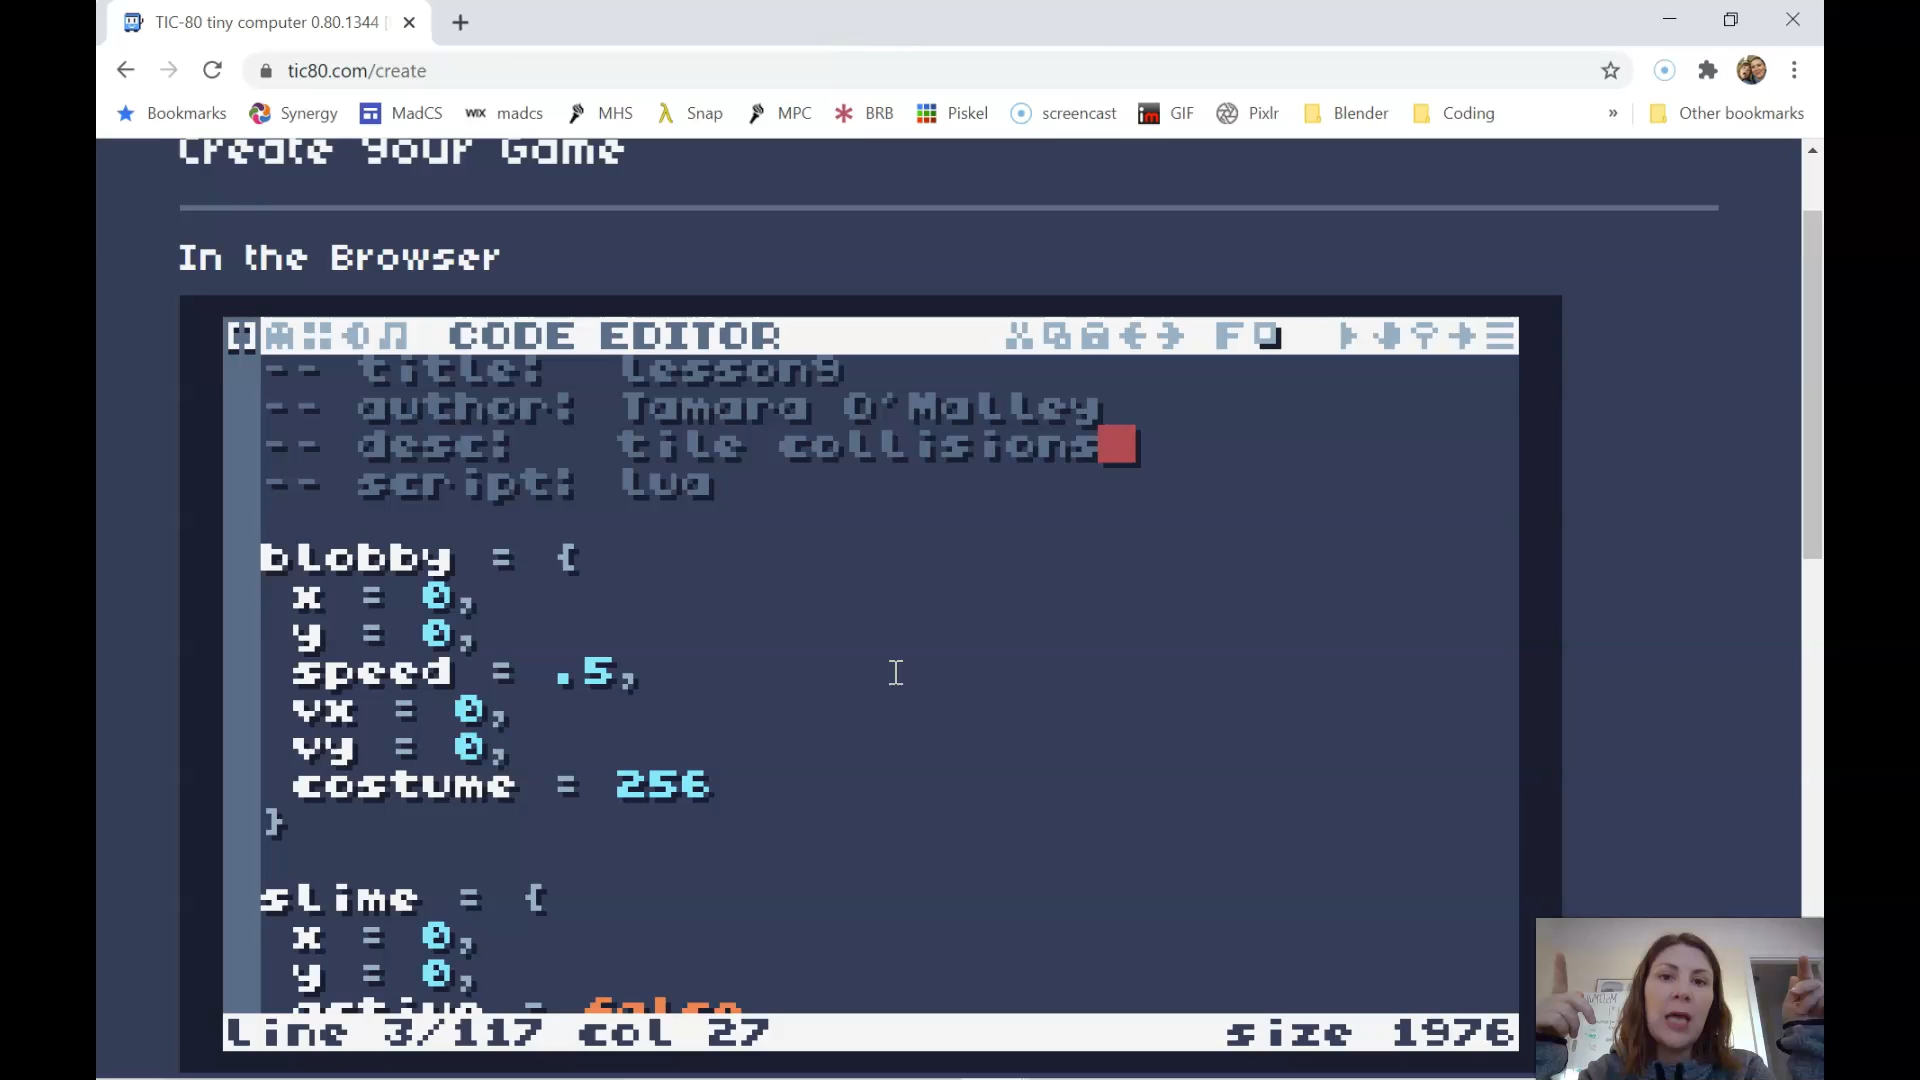 TIC-80 tiny computer 0.80.1344 [
tic80.com/create
Bookmarks Synergy MadCS WIX madcs MHS Snap MPC BRB Piskel screencast GIF Pixlr Blender Coding » Other bookmarks
Create your Game
In the Browser
CODE EDITOR
-- title: lesson9
-- author: Tamara O'Malley
-- desc: tile collisions
-- script: lua
blobby = {
x = 0,
y = 0,
speed = .5,
vx = 0,
vy = 0,
costume = 256
}
slime = {
x = 0,
y = 0,
active = false
line 3/117 col 27 size 1976